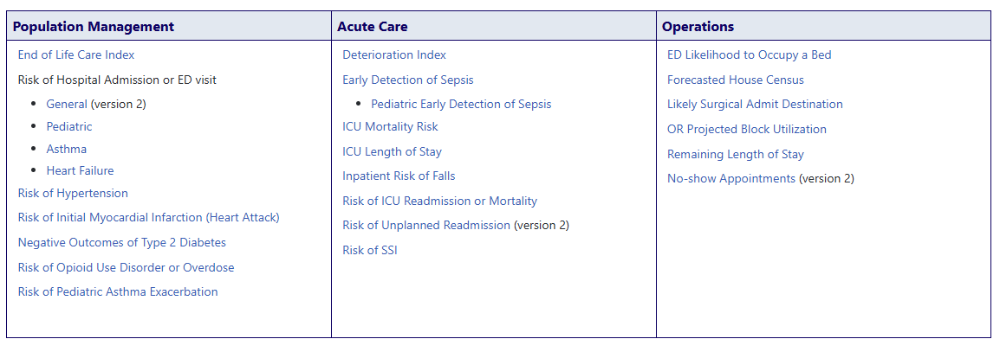 Population Management
End of Life Care Index
Risk of Hospital Admission or ED visit
• General (version 2)
• Pediatric
• Asthma
• Heart Failure
Risk of Hypertension
Risk of Initial Myocardial Infarction (Heart Attack)
Negative Outcomes of Type 2 Diabetes
Risk of Opioid Use Disorder or Overdose
Risk of Pediatric Asthma Exacerbation
Acute Care
Deterioration Index
Early Detection of Sepsis
• Pediatric Early Detection of Sepsis
ICU Mortality Risk
ICU Length of Stay
Inpatient Risk of Falls
Risk of ICU Readmission or Mortality
Risk of Unplanned Readmission (version 2)
Risk of SSI
Operations
ED Likelihood to Occupy a Bed
Forecasted House Census
Likely Surgical Admit Destination
OR Projected Block Utilization
Remaining Length of Stay
No-show Appointments (version 2)